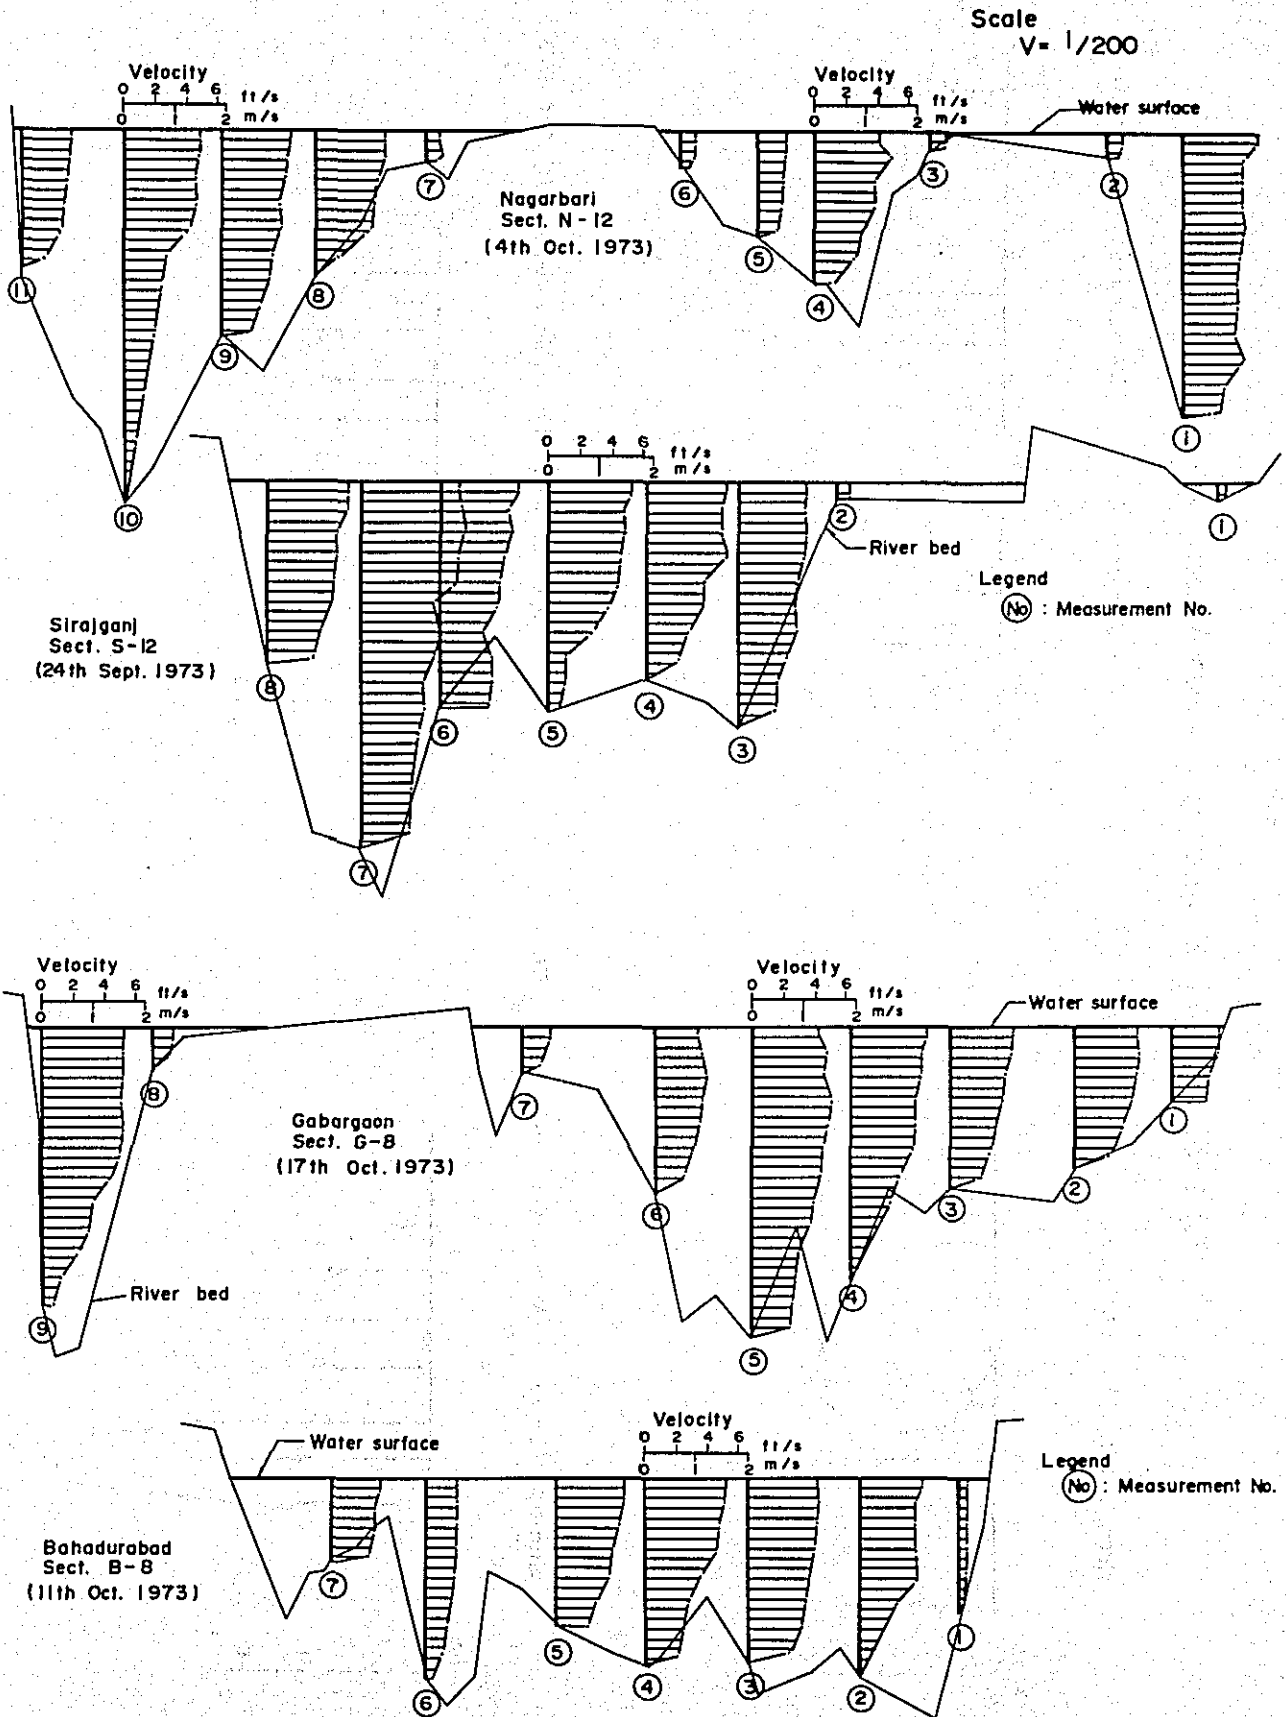 Scale
V= 1/200
Velocity
0 2 4 6 ft/s
0 1 2 m/s
Velocity
0 2 4 6 ft/s
0 1 2 m/s
Water surface
Nagarbari
Sect. N-12
(4th Oct. 1973)
11
10
9
8
7
6
5
4
3
2
1
0 2 4 6 ft/s
0 1 2 m/s
Sirajganj
Sect. S-12
(24th Sept. 1973)
8
7
6
5
4
3
2
1
River bed
Legend
No : Measurement No.
Velocity
0 2 4 6 ft/s
0 1 2 m/s
Velocity
0 2 4 6 ft/s
0 1 2 m/s
Water surface
Gabargaon
Sect. G-8
(17th Oct. 1973)
River bed
9
8
7
6
5
4
3
2
1
Velocity
0 2 4 6 ft/s
0 1 2 m/s
Water surface
Legend
No : Measurement No.
Bahadurabad
Sect. B-8
(11th Oct. 1973)
7
6
5
4
3
2
1